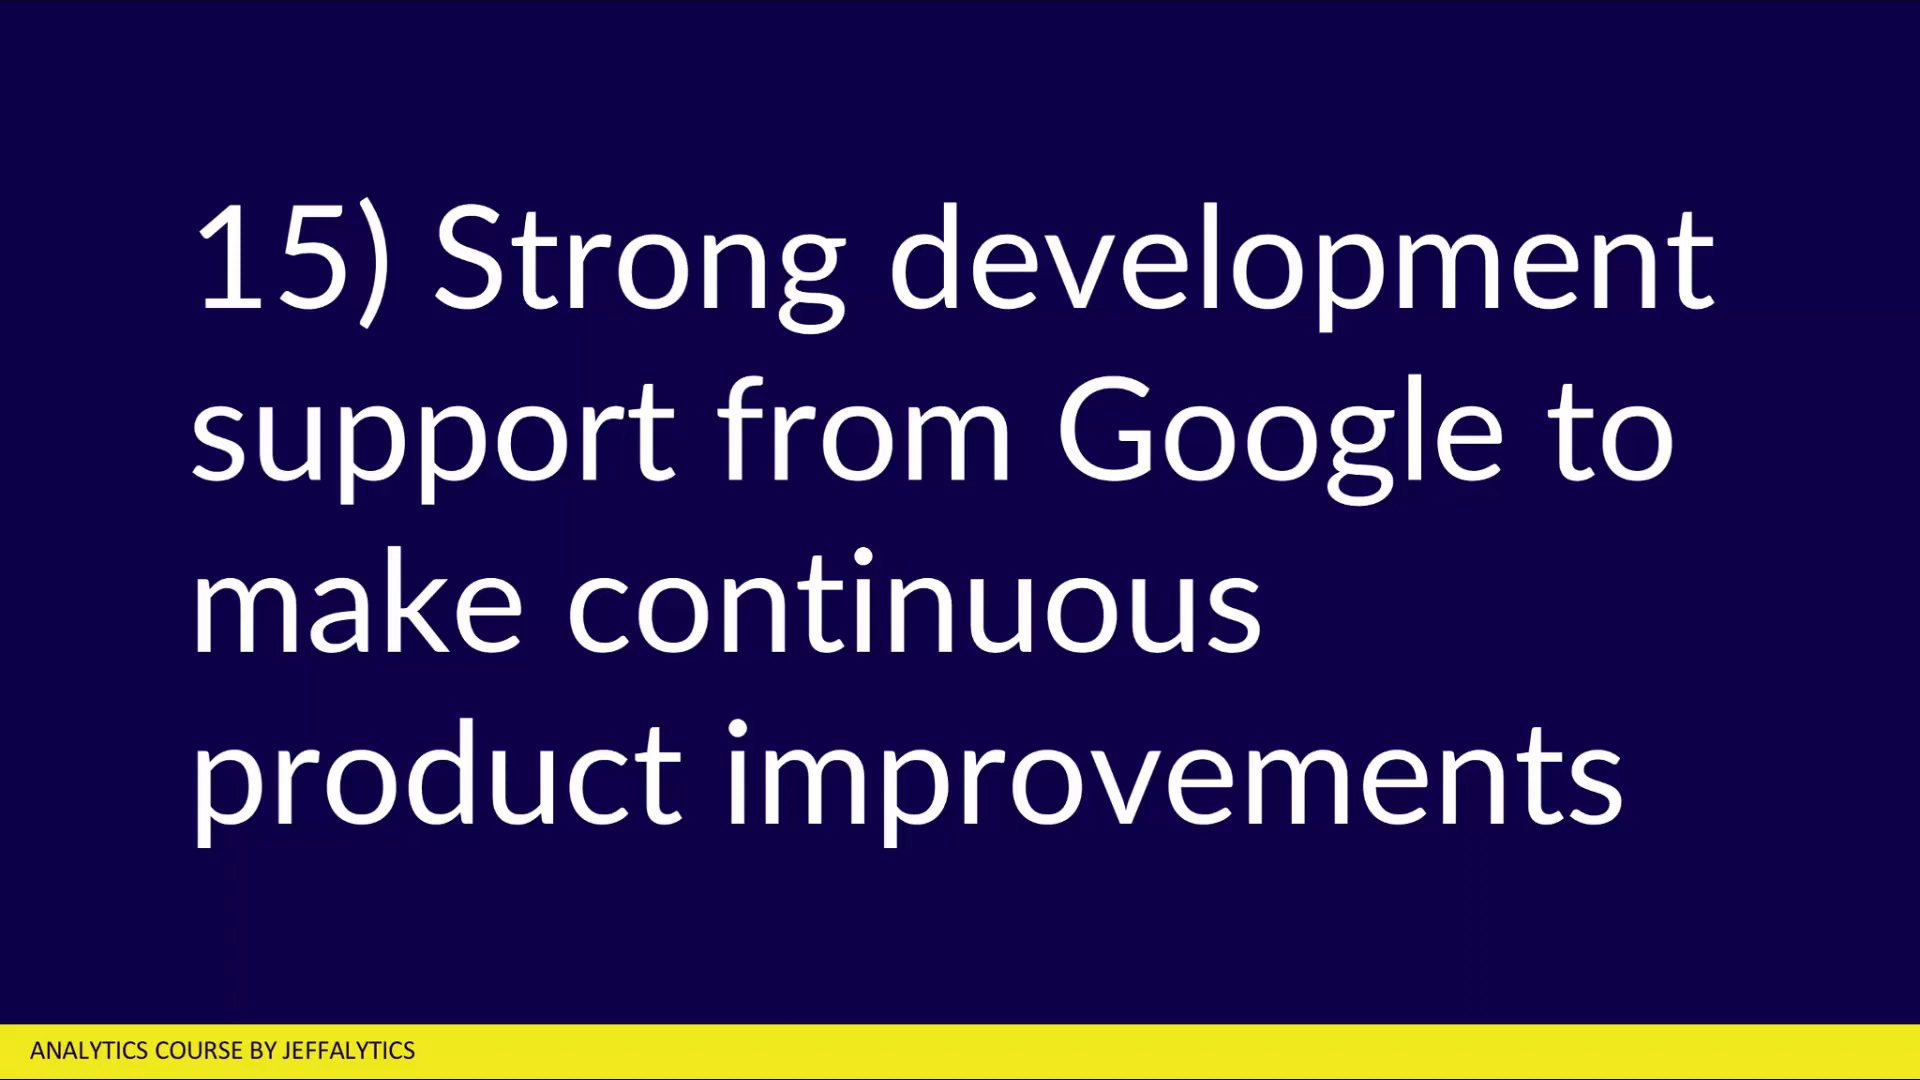 15) Strong development
support from Google to
make continuous
product improvements
ANALYTICS COURSE BY JEFFALYTICS